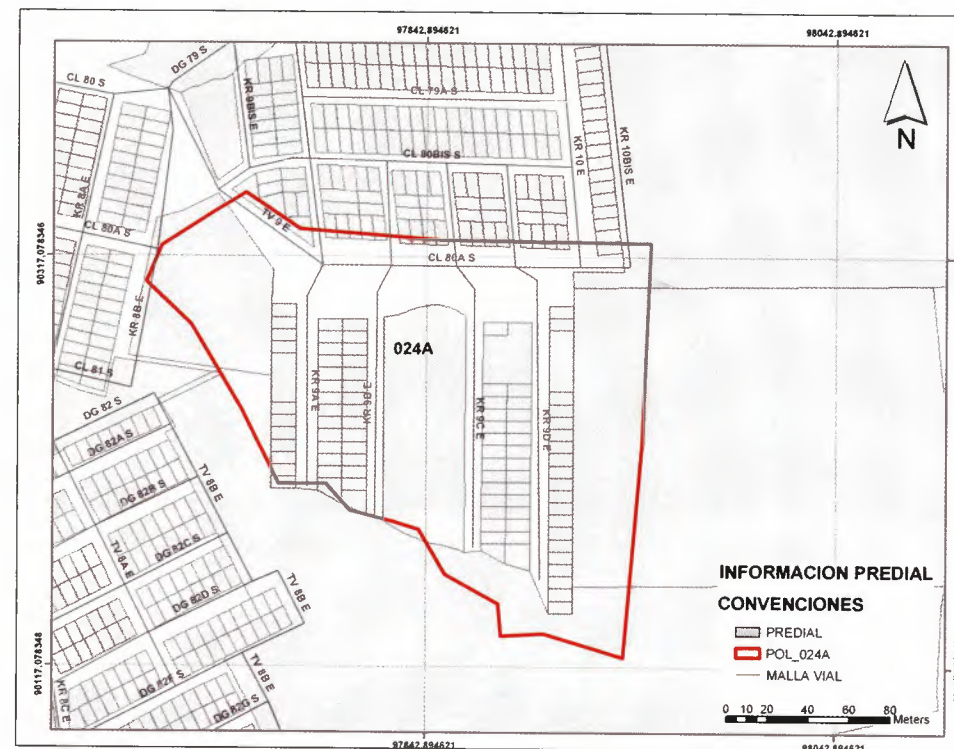 97842,894621
98042,894621
DG 79 S
CL 80 S
KR 9BIS E
CL 79A S
N
KR 10 E
KR 10BIS E
CL 80BIS S
KR 8A E
TV 9 E
CL 80A S
CL 80A S
90317,078346
KR 8B E
024A
CL 81 S
KR 9A E
KR 9B E
KR 9C E
KR 9D E
DG 82 S
DG 82A S
TV 8B E
DG 82B S
DG 82C S
TV 8A E
DG 82D S
TV 8B E
INFORMACION PREDIAL
CONVENCIONES
PREDIAL
POL_024A
MALLA VIAL
90117,078348
KR 8C E
DG 82F S
TV 8B E
DG 82G S
0 10 20 40 60 80
Meters
97842,894621
98042,894621